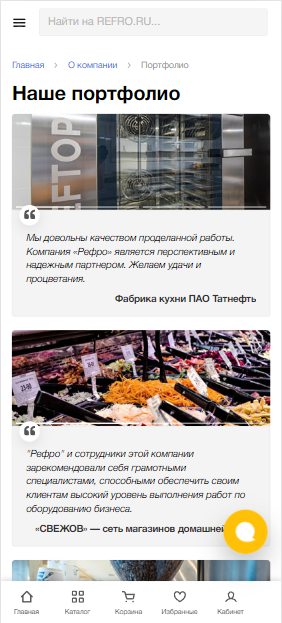 Найти на REFRO.RU...
Главная > О компании > Портфолио
Наше портфолио
Мы довольны качеством проделанной работы.
Компания «Рефро» является перспективным и
надежным партнером. Желаем удачи и
процветания.
Фабрика кухни ПАО Татнефть
"Рефро" и сотрудники этой компании
зарекомендовали себя грамотными
специалистами, способными обеспечить своим
клиентам высокий уровень выполнения работ по
оборудованию бизнеса.
«СВЕЖОВ» — сеть магазинов домашней
Главная Каталог Корзина Избранные Кабинет